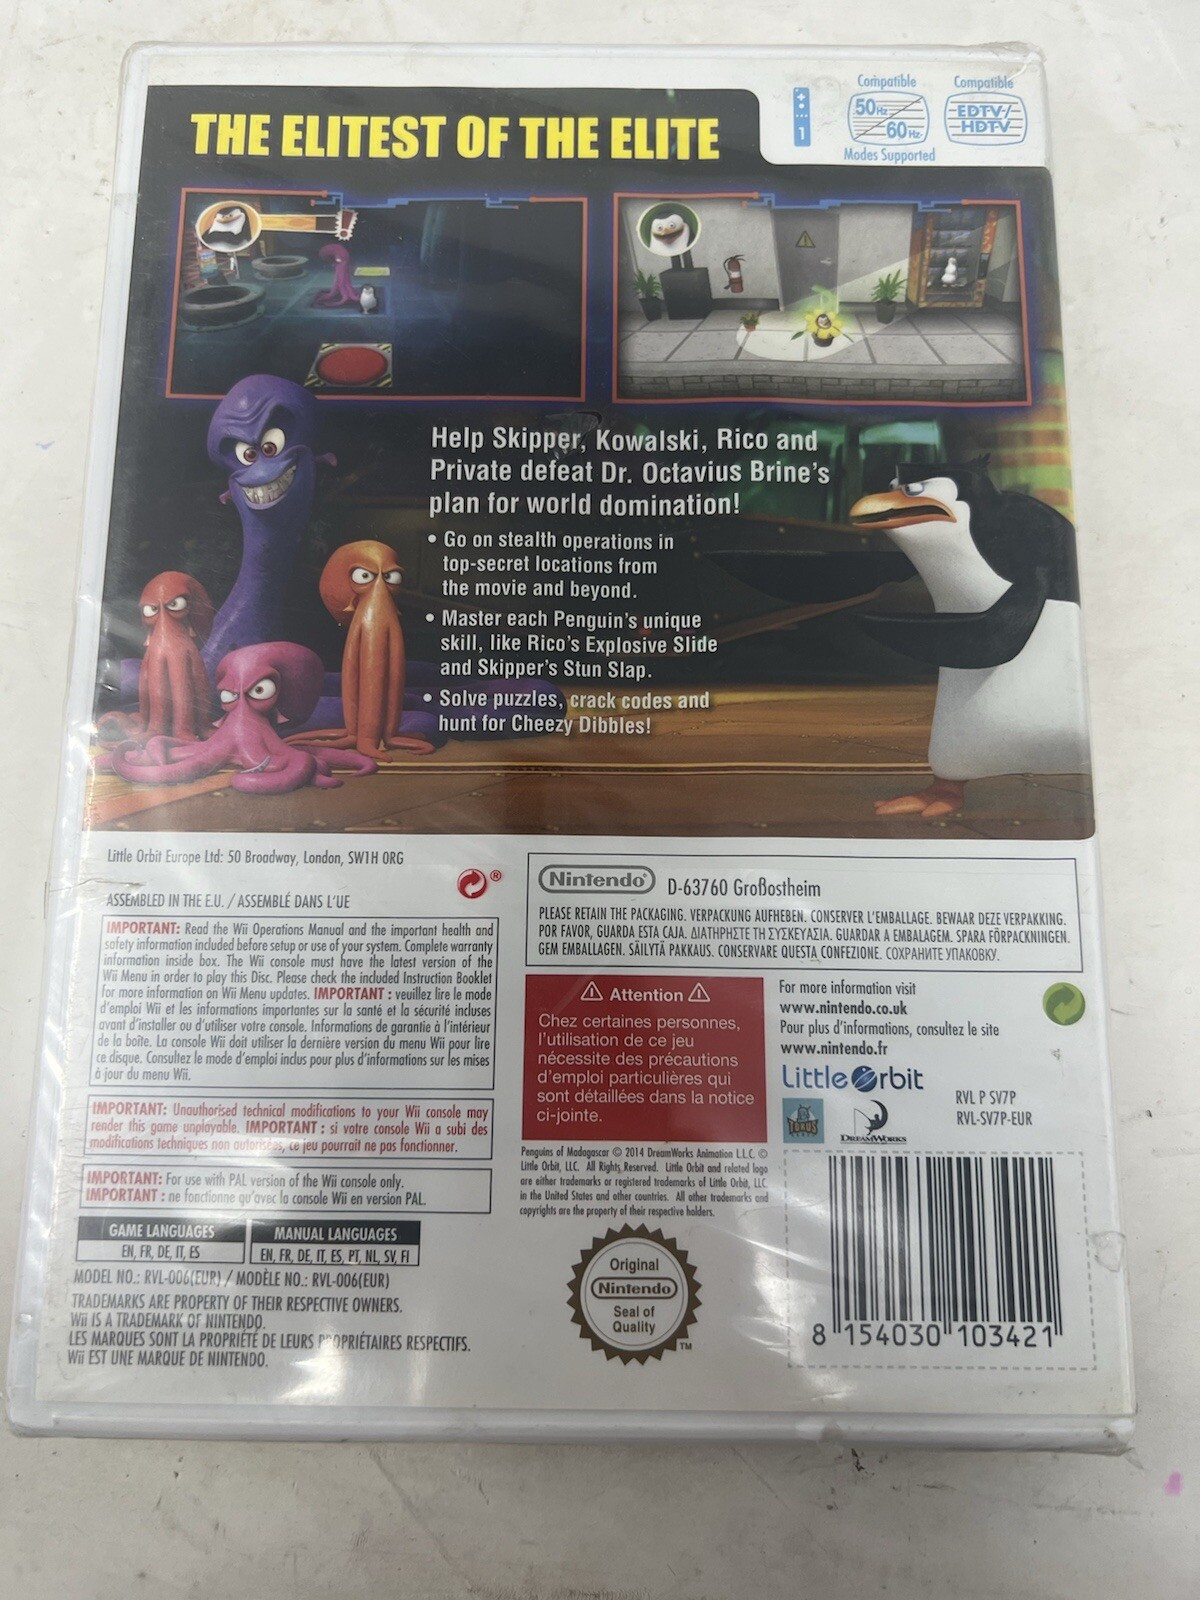 Compatible
50Hz
60Hz
Modes Supported
Compatible
EDTV/
HDTV
1
THE ELITEST OF THE ELITE
Help Skipper, Kowalski, Rico and
Private defeat Dr. Octavius Brine's
plan for world domination!
• Go on stealth operations in
top-secret locations from
the movie and beyond.
• Master each Penguin's unique
skill, like Rico's Explosive Slide
and Skipper's Stun Slap.
• Solve puzzles, crack codes and
hunt for Cheezy Dibbles!
Little Orbit Europe Ltd: 50 Broadway, London, SW1H 0RG
ASSEMBLED IN THE E.U. / ASSEMBLÉ DANS L'UE
®
IMPORTANT: Read the Wii Operations Manual and the important health and
safety information included before setup or use of your system. Complete warranty
information inside box. The Wii console must have the latest version of the
Wii Menu in order to play this Disc. Please check the included Instruction Booklet
for more information on Wii Menu updates. IMPORTANT : veuillez lire le mode
d'emploi Wii et les informations importantes sur la santé et la sécurité incluses
avant d'installer ou d'utiliser votre console. Informations de garantie à l'intérieur
de la boîte. La console Wii doit utiliser la dernière version du menu Wii pour lire
ce disque. Consultez le mode d'emploi inclus pour plus d'informations sur les mises
à jour du menu Wii.
IMPORTANT: Unauthorised technical modifications to your Wii console may
render this game unplayable. IMPORTANT : si votre console Wii a subi des
modifications techniques non autorisées, ce jeu pourrait ne pas fonctionner.
IMPORTANT: For use with PAL version of the Wii console only.
IMPORTANT : ne fonctionne qu'avec la console Wii en version PAL.
GAME LANGUAGES
EN, FR, DE, IT, ES
MANUAL LANGUAGES
EN, FR, DE, IT, ES, PT, NL, SV, FI
MODEL NO.: RVL-006(EUR) / MODÈLE NO.: RVL-006(EUR)
TRADEMARKS ARE PROPERTY OF THEIR RESPECTIVE OWNERS.
Wii IS A TRADEMARK OF NINTENDO.
LES MARQUES SONT LA PROPRIÉTÉ DE LEURS PROPRIÉTAIRES RESPECTIFS.
Wii EST UNE MARQUE DE NINTENDO.
Nintendo® D-63760 Großostheim
PLEASE RETAIN THE PACKAGING. VERPACKUNG AUFHEBEN. CONSERVER L'EMBALLAGE. BEWAAR DEZE VERPAKKING.
POR FAVOR, GUARDA ESTA CAJA. ΔΙΑΤΗΡΗΣΤΕ ΤΗ ΣΥΣΚΕΥΑΣΙΑ. GUARDAR A EMBALAGEM. SPARA FÖRPACKNINGEN.
GEM EMBALLAGEN. SÄILYTÄ PAKKAUS. CONSERVARE QUESTA CONFEZIONE. СОХРАНИТЕ УПАКОВКУ.
Attention
Chez certaines personnes,
l'utilisation de ce jeu
nécessite des précautions
d'emploi particulières qui
sont détaillées dans la notice
ci-jointe.
For more information visit
www.nintendo.co.uk
Pour plus d'informations, consultez le site
www.nintendo.fr
Little Orbit
TORUS
DREAMWORKS
RVL P SV7P
RVL-SV7P-EUR
Penguins of Madagascar © 2014 DreamWorks Animation L.L.C. ©
Little Orbit, LLC. All Rights Reserved. Little Orbit and related logo
are either trademarks or registered trademarks of Little Orbit, LLC
in the United States and other countries. All other trademarks and
copyrights are the property of their respective holders.
Original
Nintendo
Seal of
Quality
TM
8 154030 103421